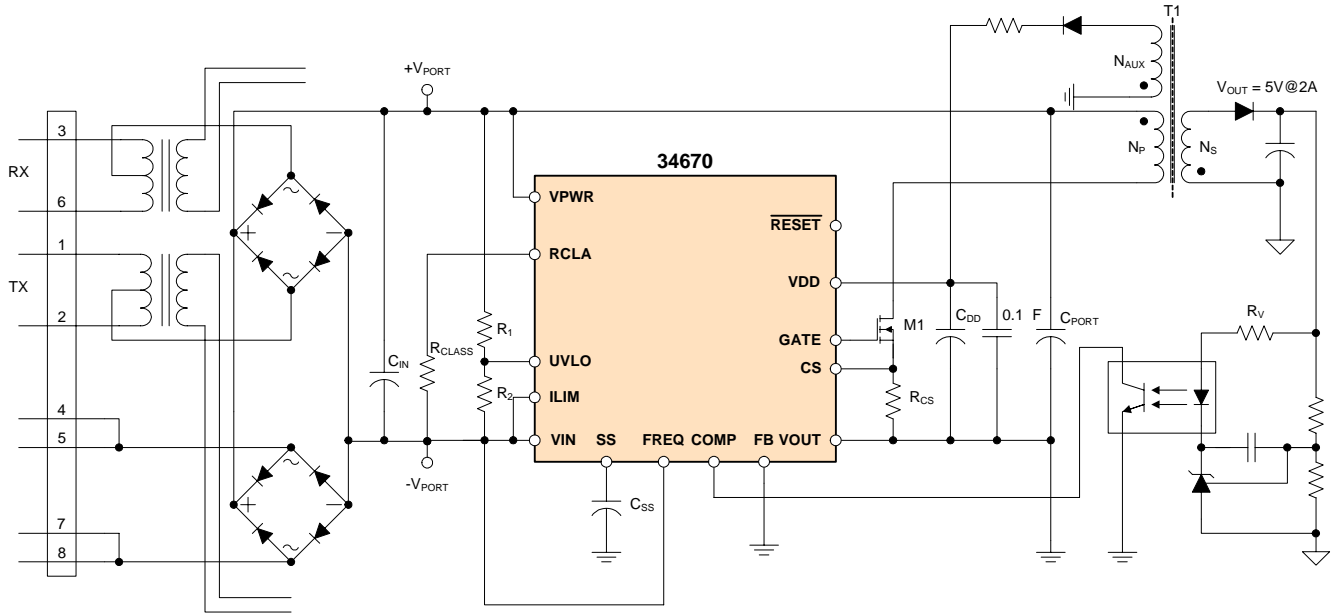 T1
+VPORT
NAUX
VOUT = 5V@2A
3
RX
6
1
TX
2
4
5
7
8
~
+
−
~
~
+
−
~
34670
VPWR
RCLA
UVLO
ILIM
VIN
SS
FREQ
COMP
FB
VOUT
RESET
VDD
GATE
CS
NP
NS
R1
R2
RCLASS
CIN
-VPORT
CSS
M1
RCS
CDD
0.1 F
CPORT
RV